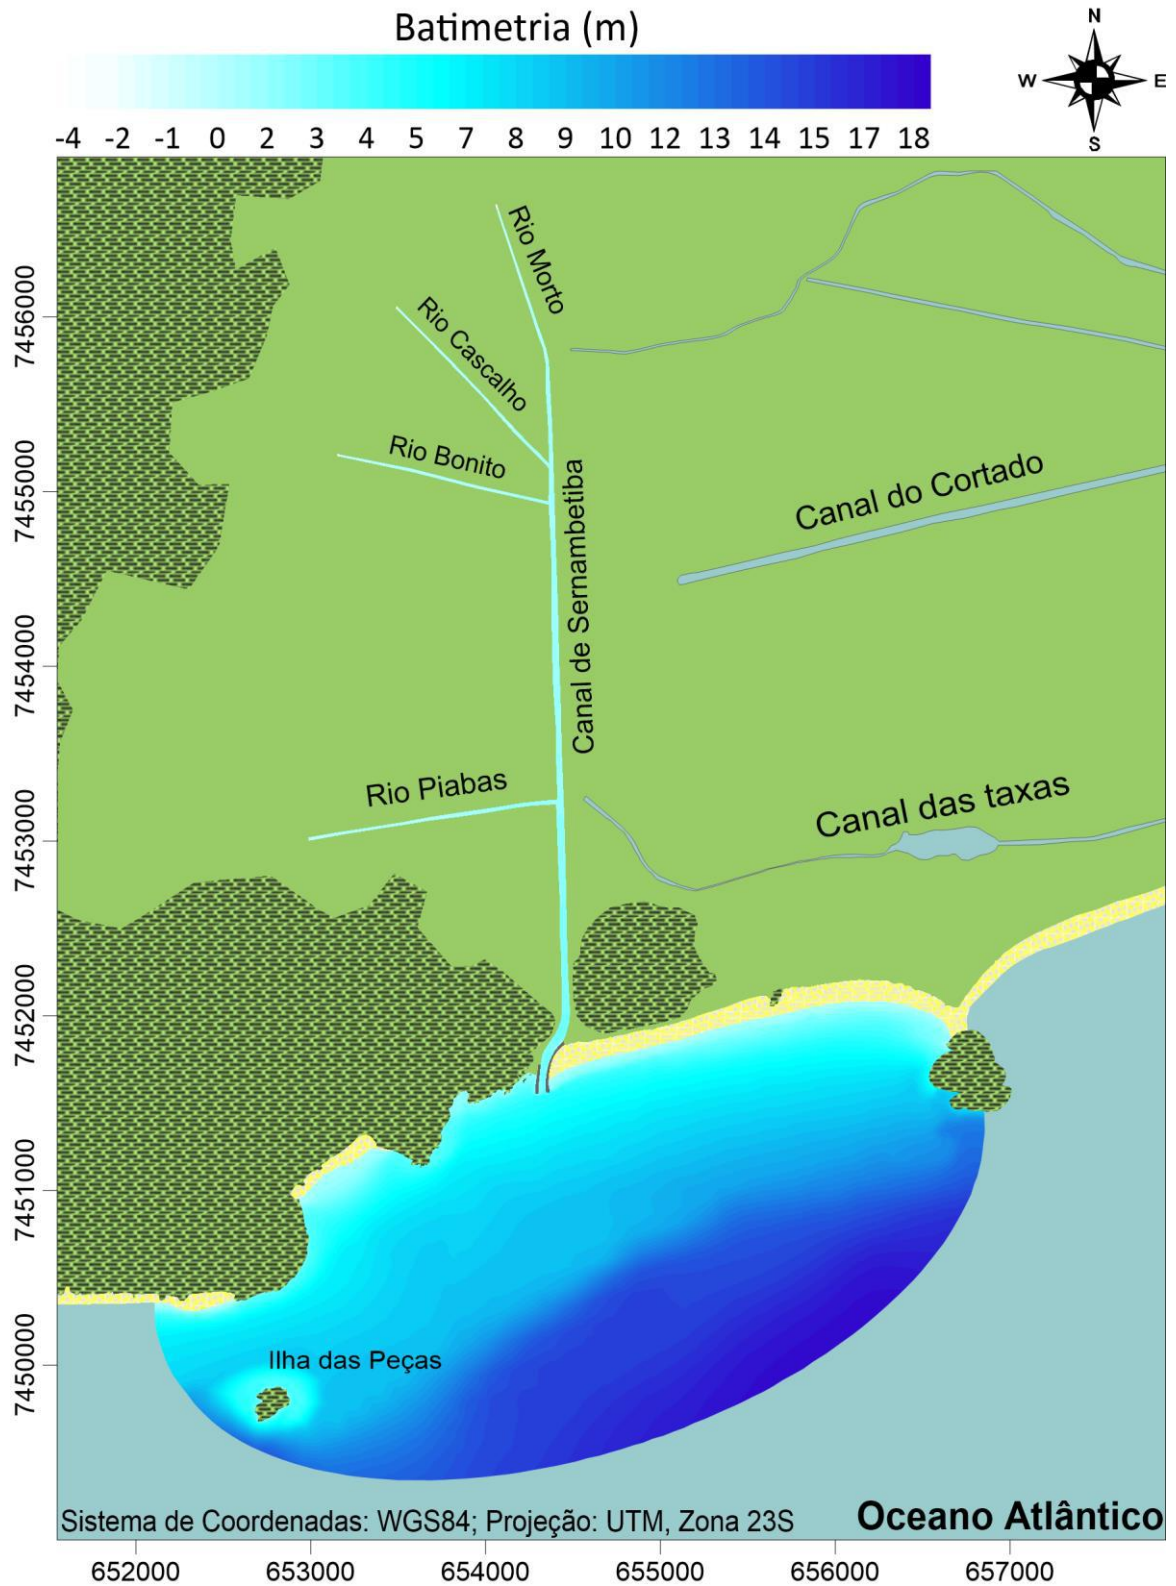 Batimetria (m)
N
W E
S
-4 -2 -1 0 2 3 4 5 6 7 8 9 10 12 13 14 15 17 18
Rio Morto
Rio Cascalho
Rio Bonito
Canal de Sernambetiba
Canal do Cortado
Rio Piabas
Canal das taxas
Ilha das Peças
7456000
7455000
7454000
7453000
7452000
7451000
7450000
Sistema de Coordenadas: WGS84; Projeção: UTM, Zona 23S
Oceano Atlântico
652000 653000 654000 655000 656000 657000